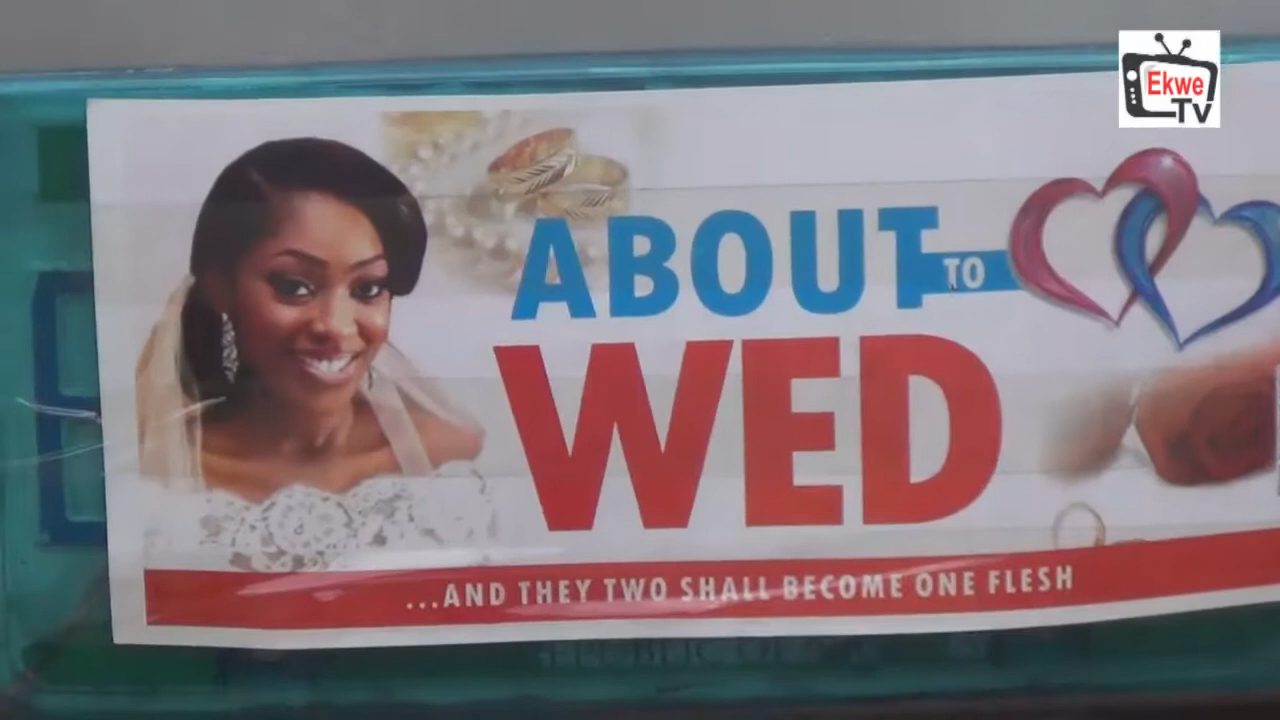 Ekwe
TV
ABOUT TO
WED
...AND THEY TWO SHALL BECOME ONE FLESH